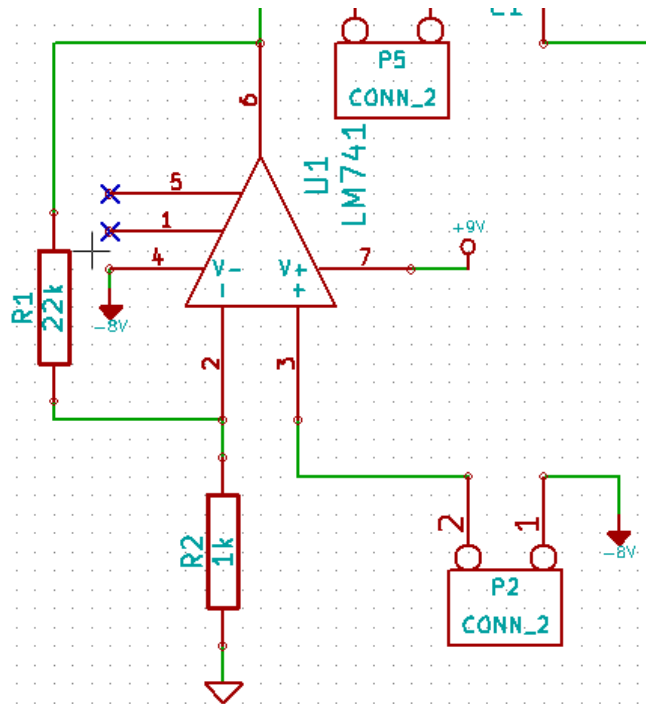 P5
CONN_2
6
U1
LM741
5
1
4
V-
V+
7
+9V
-
+
-8V
R1
22k
2
3
R2
1k
2
1
-8V
P2
CONN_2